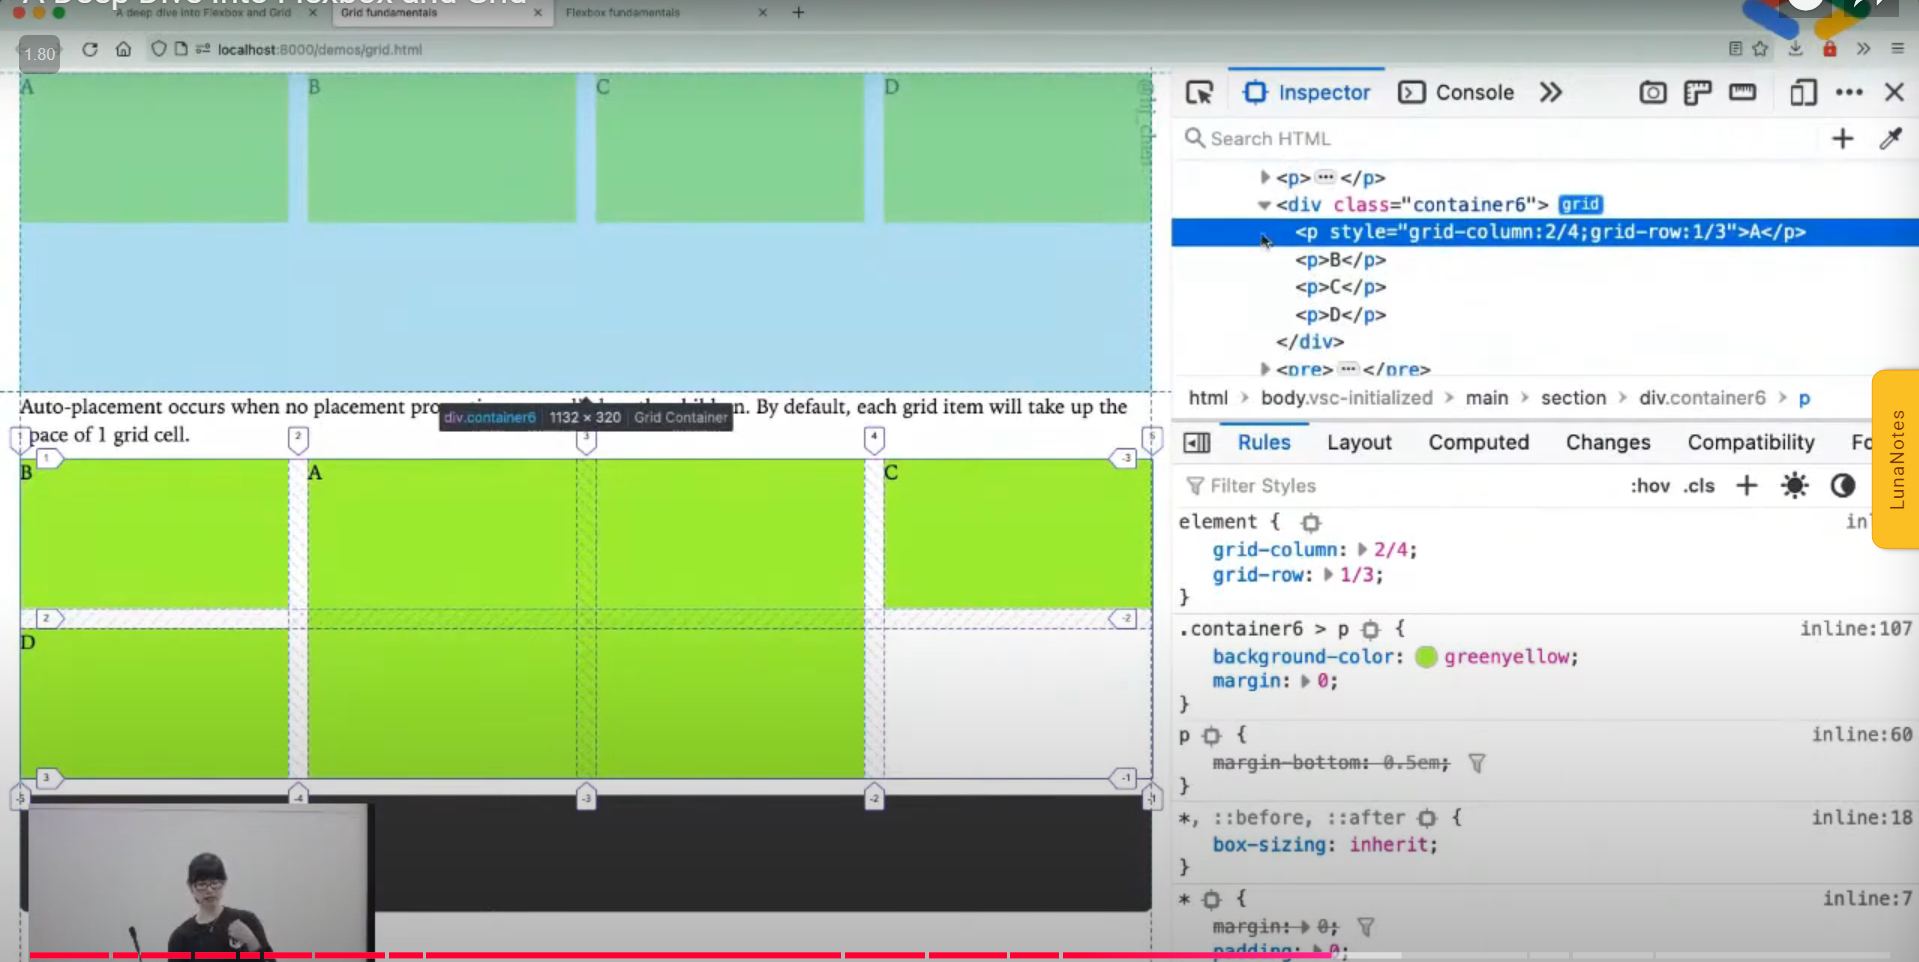 A Deep Dive into Flexbox and Grid
A deep dive into Flexbox and Grid
Grid fundamentals
Flexbox fundamentals
1.80
localhost:8000/demos/grid.html
A B C D
Auto-placement occurs when no placement
n. By default, each grid item will take up the
div.container6 1132 × 320 Grid Container
pace of 1 grid cell.
1 2 3 4 5
1 -3
B A C
2 -2
D
3 -1
-5 -4 -3 -2 -1
Inspector Console
Search HTML
<p> ••• </p>
<div class="container6"> grid
<p style="grid-column:2/4;grid-row:1/3">A</p>
<p>B</p>
<p>C</p>
<p>D</p>
</div>
<pre> ••• </pre>
html > body.vsc-initialized > main > section > div.container6 > p
Rules Layout Computed Changes Compatibility Fo
Filter Styles :hov .cls +
element { in
grid-column: 2/4;
grid-row: 1/3;
}
.container6 > p { inline:107
background-color: greenyellow;
margin: 0;
}
p { inline:60
margin-bottom: 0.5em;
}
*, ::before, ::after { inline:18
box-sizing: inherit;
}
* { inline:7
margin: 0;
padding: 0;
LunaNotes